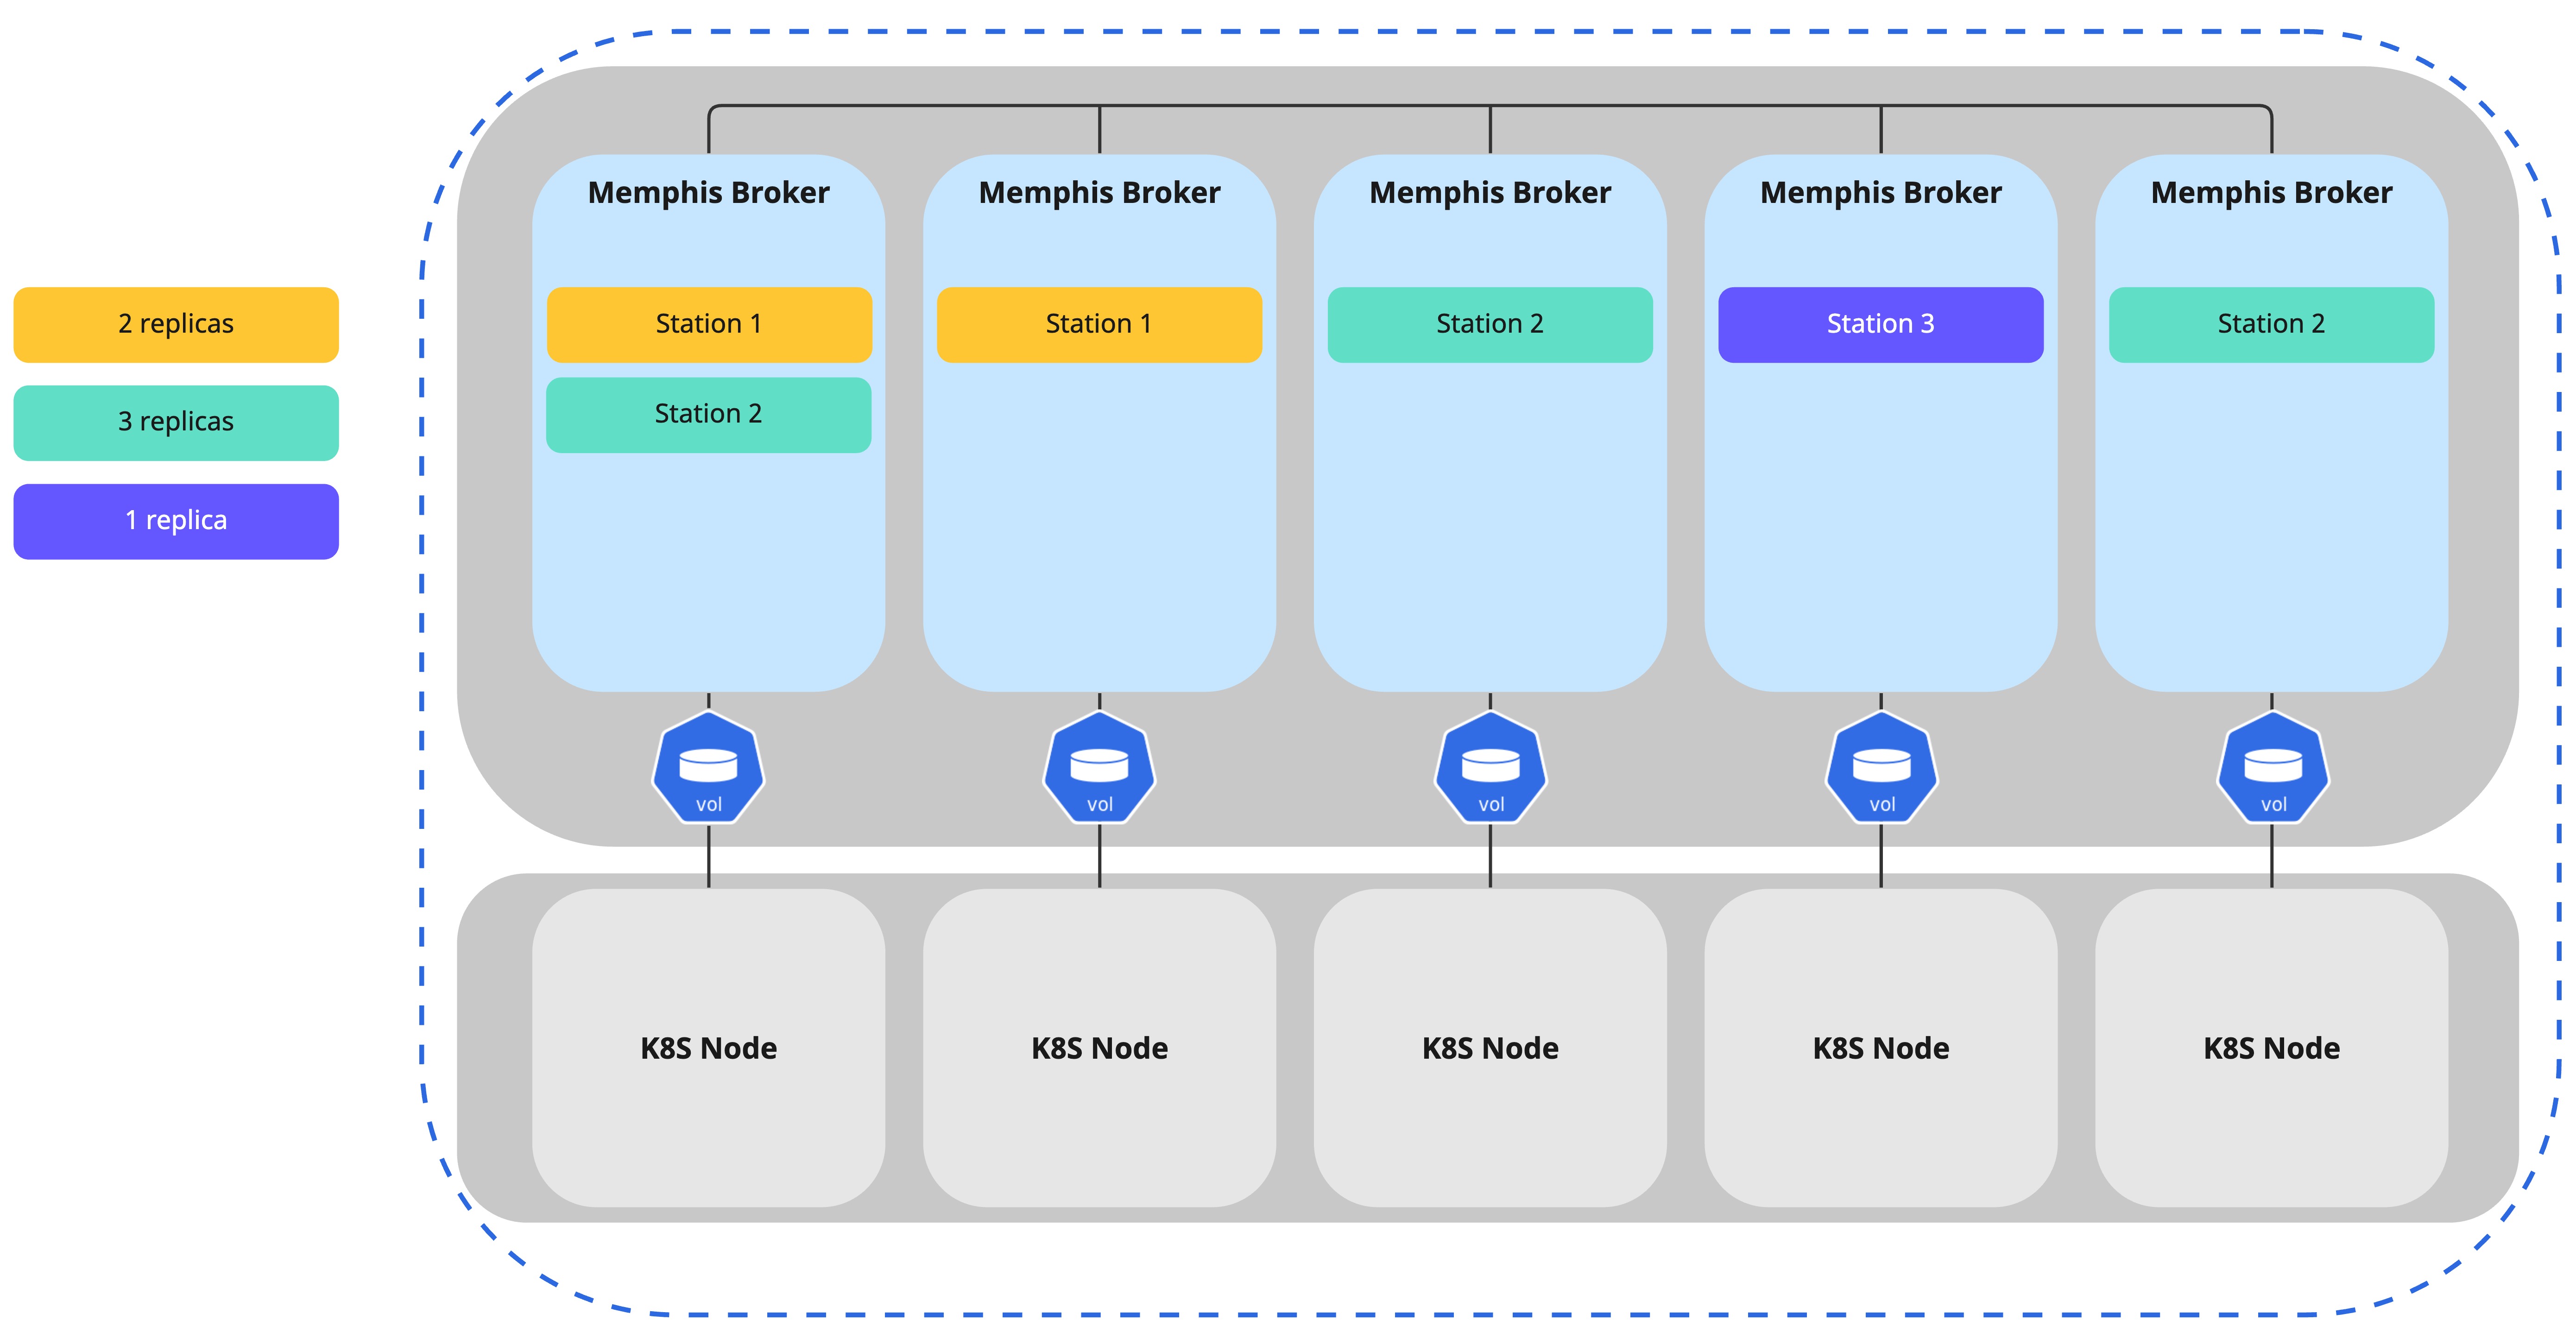 2 replicas
3 replicas
1 replica
Memphis Broker
Memphis Broker
Memphis Broker
Memphis Broker
Memphis Broker
Station 1
Station 1
Station 2
Station 3
Station 2
Station 2
vol
vol
vol
vol
vol
K8S Node
K8S Node
K8S Node
K8S Node
K8S Node